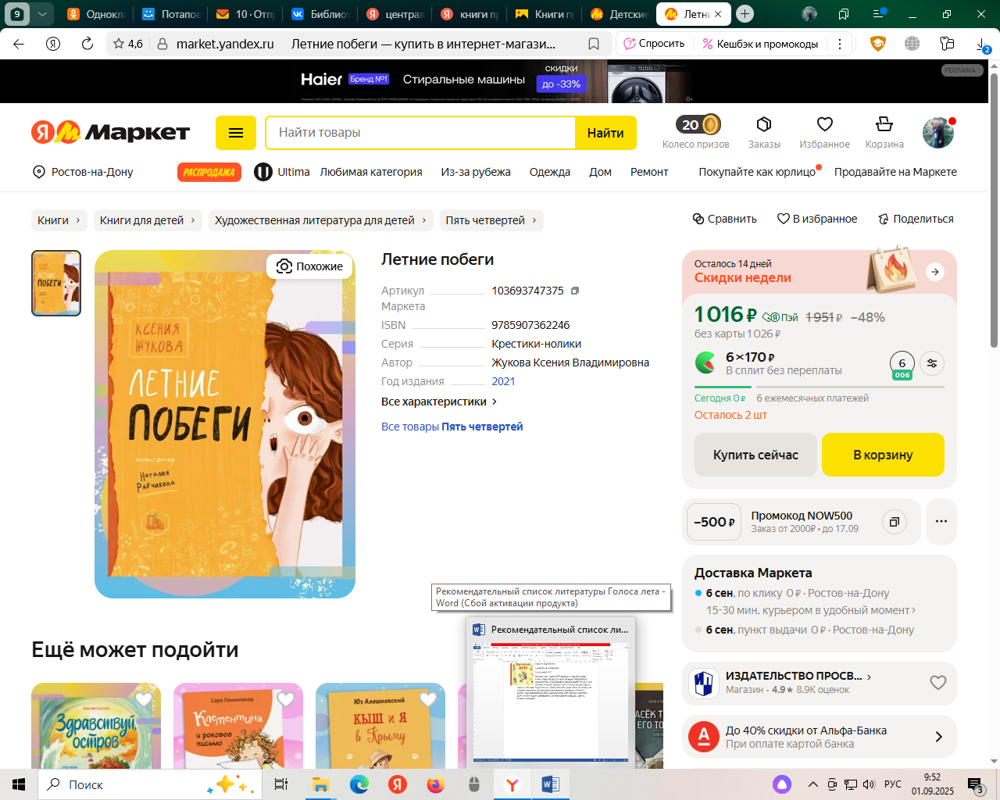 9
Однокла
Потапов
10 · Отпр
Библиот
централ
книги пр
Книги пр
Детские
Летни
4,6
market.yandex.ru Летние побеги — купить в интернет-магази...
Спросить
Кешбэк и промокоды
2
Haier Бренд №1 Стиральные машины
скидки
до -33%
0+
РЕКЛАМА
Я М Маркет
Найти товары
Найти
20
Колесо призов
Заказы
Избранное
Корзина
Ростов-на-Дону
РАСПРОДАЖА
Ultima
Любимая категория
Из-за рубежа
Одежда
Дом
Ремонт
Покупайте как юрлицо
Продавайте на Маркете
Книги
Книги для детей
Художественная литература для детей
Пять четвертей
Сравнить
В избранное
Поделиться
Похожие
КСЕНИЯ
ЖУКОВА
ЛЕТНИЕ
ПОБЕГИ
иллюстратор
Наталия
Рябчикова
Летние побеги
Артикул Маркета 103693747375
ISBN 9785907362246
Серия Крестики-нолики
Автор Жукова Ксения Владимировна
Год издания 2021
Все характеристики
Все товары Пять четвертей
Осталось 14 дней
Скидки недели
1 016 ₽ Пэй 1 951 ₽ −48%
без карты 1 026 ₽
6 × 170 ₽
В сплит без переплаты
6
006
Сегодня 0 ₽ 6 ежемесячных платежей
Осталось 2 шт
Купить сейчас
В корзину
−500 ₽
Промокод NOW500
Заказ от 2000₽ • до 17.09
Доставка Маркета
6 сен, по клику 0 ₽ · Ростов-на-Дону
15-30 мин. курьером в удобный момент
6 сен, пункт выдачи 0 ₽ · Ростов-на-Дону
ИЗДАТЕЛЬСТВО ПРОСВ...
Магазин • 4.9 ★ 8.9K оценок
До 40% скидки от Альфа-Банка
При оплате картой банка
Рекомендательный список литературы Голоса лета -
Word (Сбой активации продукта)
Рекомендательный список ли...
Ещё может подойти
Здравствуй,
остров
Сара Пеннипакер
Клементина
и роковое
письмо
Юз Алешковский
КЫШ и Я
в Крыму
Поиск
РУС
9:52
01.09.2025
3